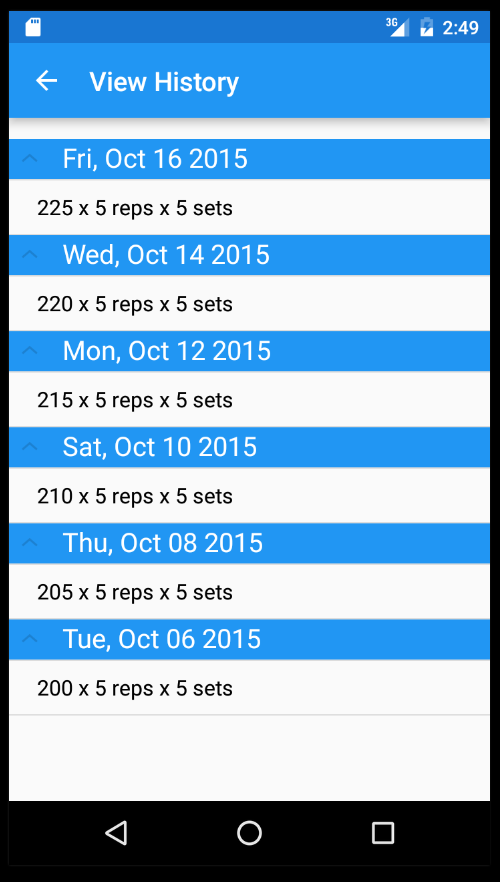 3G 2:49
View History
Fri, Oct 16 2015
225 x 5 reps x 5 sets
Wed, Oct 14 2015
220 x 5 reps x 5 sets
Mon, Oct 12 2015
215 x 5 reps x 5 sets
Sat, Oct 10 2015
210 x 5 reps x 5 sets
Thu, Oct 08 2015
205 x 5 reps x 5 sets
Tue, Oct 06 2015
200 x 5 reps x 5 sets